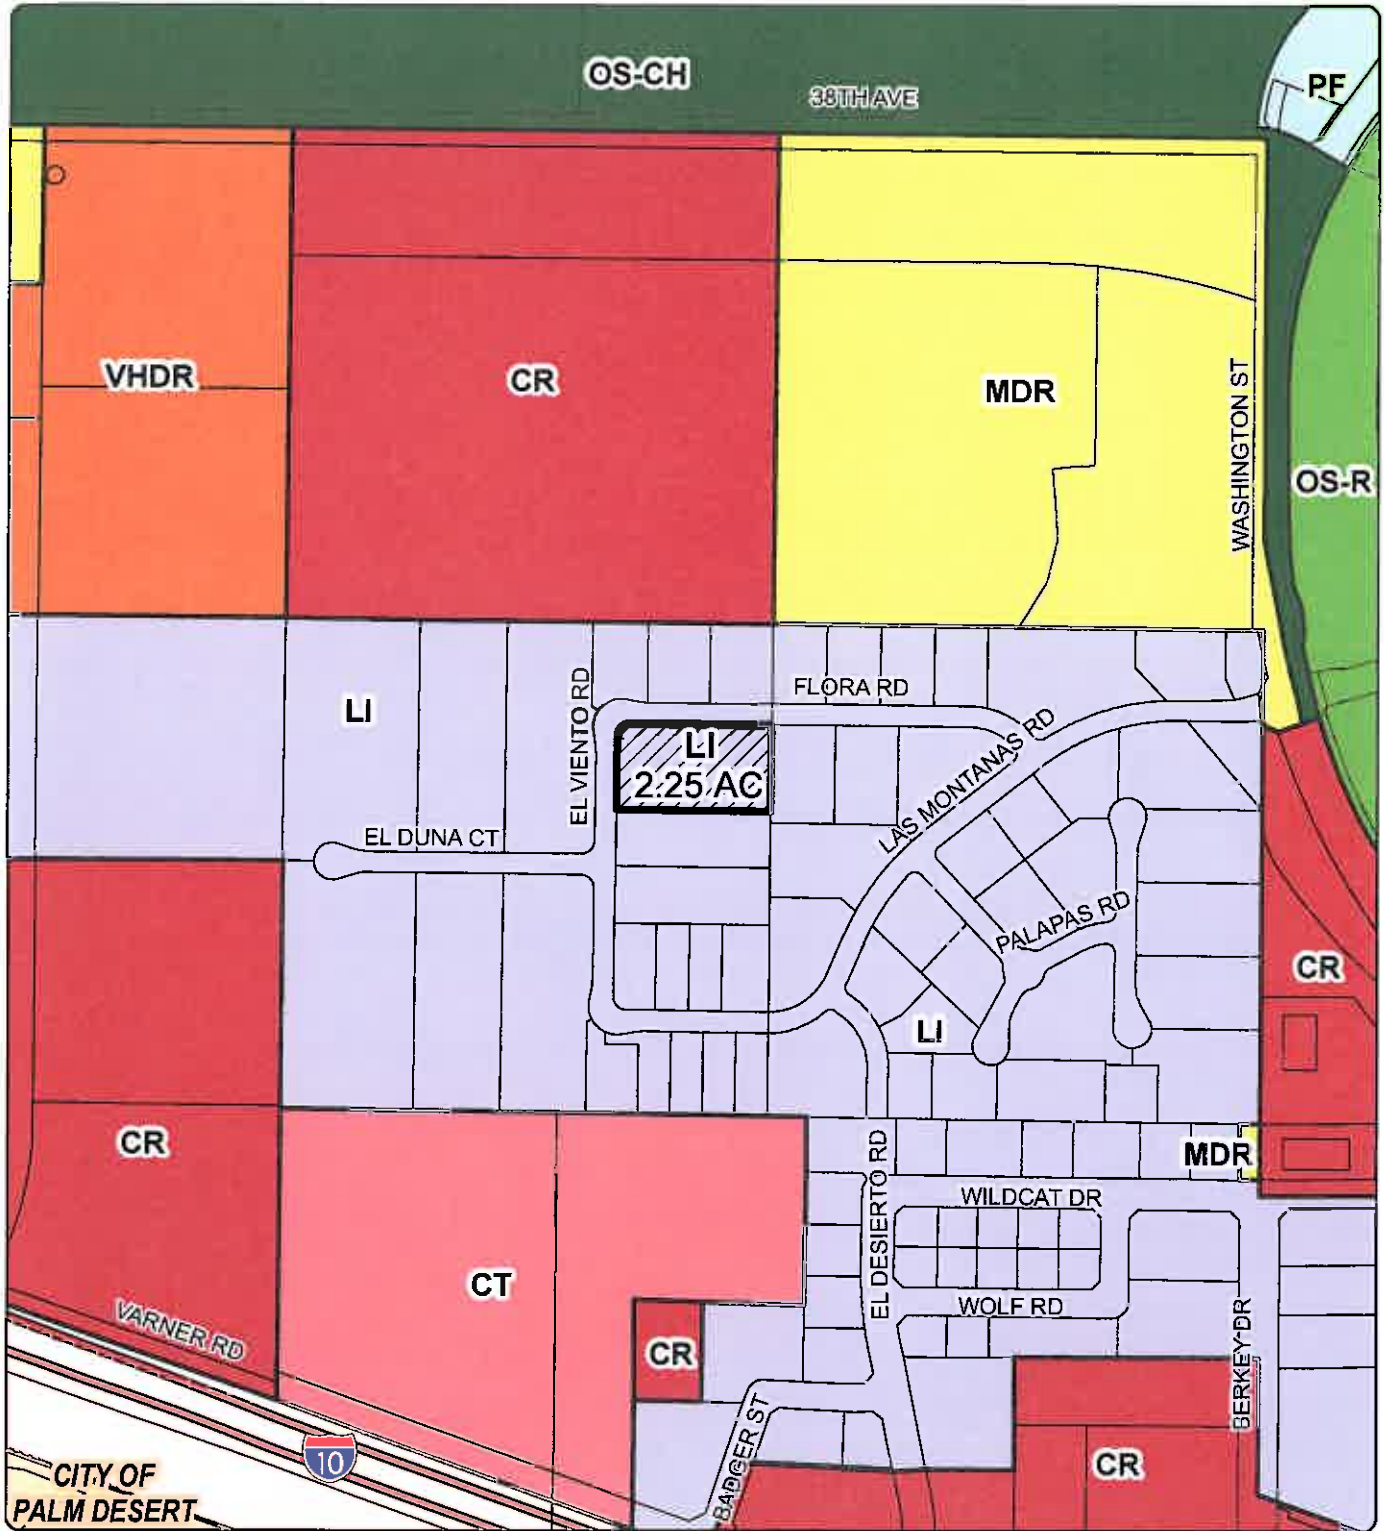 OS-CH
38TH AVE
PF
VHDR
CR
MDR
WASHINGTON ST
OS-R
LI
EL VIENTO RD
FLORA RD
LI
2.25 AC
LAS MONTANAS RD
EL DUNA CT
PALAPAS RD
CR
LI
CR
MDR
EL DESIERTO RD
WILDCAT DR
CT
WOLF RD
VARNER RD
CR
BERKEY DR
BADGER ST
10
CR
CITY OF
PALM DESERT